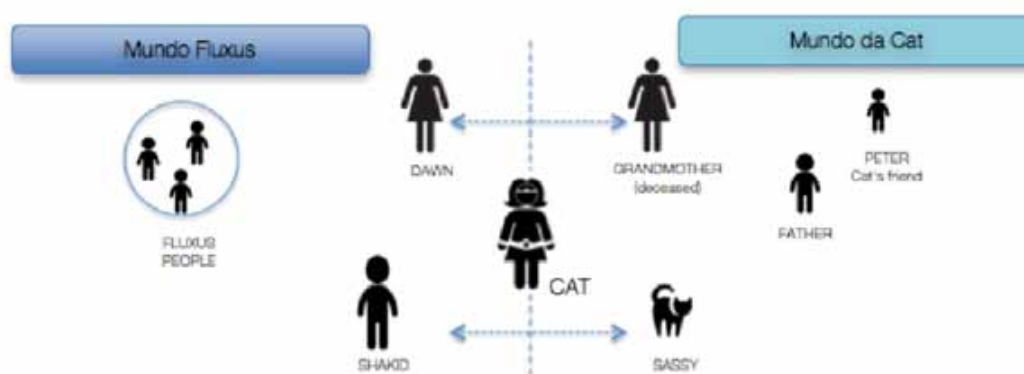 Mundo Fluxus
Mundo da Cat
DAWN
GRANDMOTHER
(deceased)
PETER
Cat's friend
FATHER
FLUXUS
PEOPLE
CAT
SHAKID
SASSY